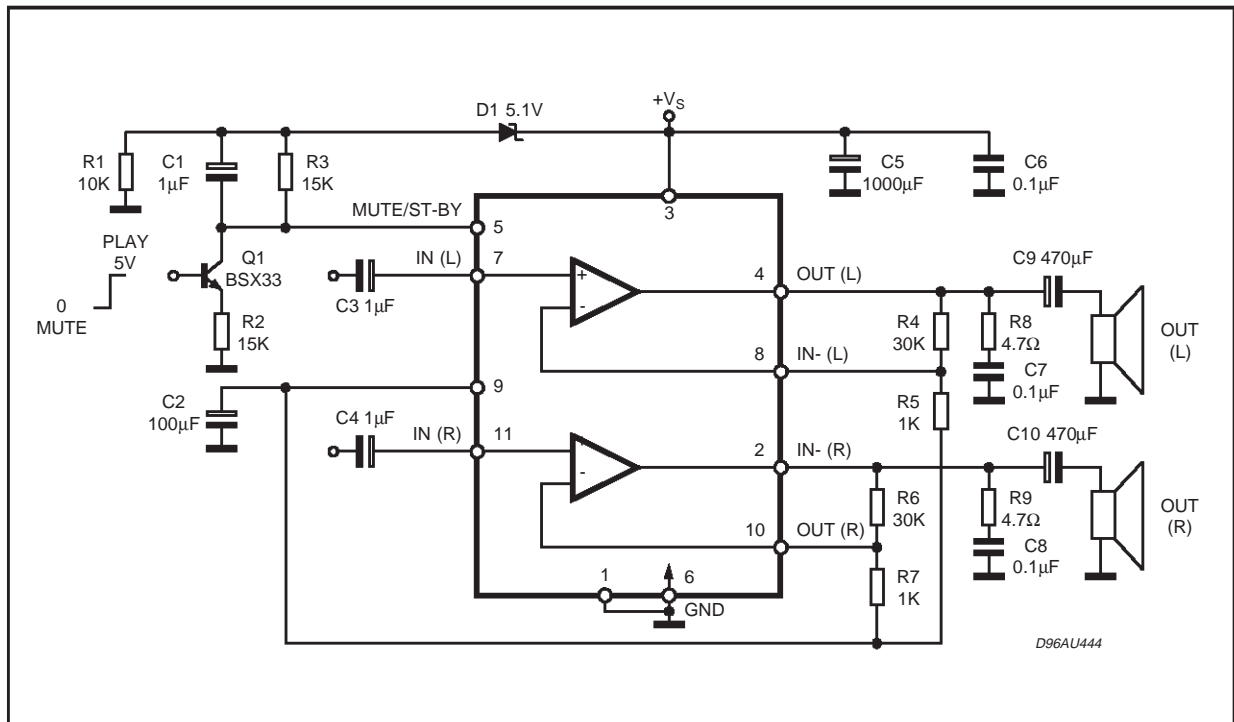 +VS
D1 5.1V
R1
10K
C1
1µF
R3
15K
C5
1000µF
C6
0.1µF
3
MUTE/ST-BY
5
PLAY
5V
0
MUTE
Q1
BSX33
R2
15K
IN (L)
7
C3 1µF
+
-
4
OUT (L)
C9 470µF
R4
30K
R8
4.7Ω
C7
0.1µF
OUT
(L)
8
IN- (L)
R5
1K
9
C2
100µF
C4 1µF
IN (R)
11
-
2
IN- (R)
C10 470µF
R6
30K
R9
4.7Ω
C8
0.1µF
OUT
(R)
10
OUT (R)
R7
1K
1
6
GND
D96AU444